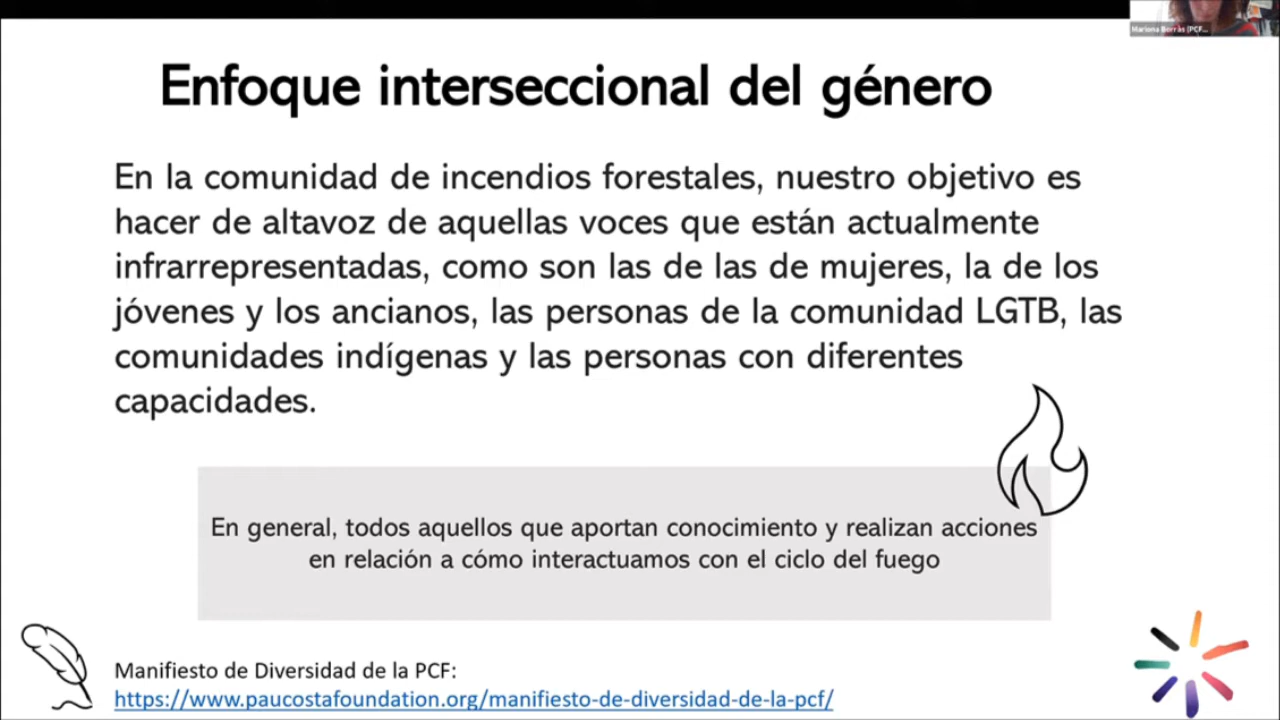 Mariona Borràs (PCF...
Enfoque interseccional del género
En la comunidad de incendios forestales, nuestro objetivo es
hacer de altavoz de aquellas voces que están actualmente
infrarrepresentadas, como son las de las de mujeres, la de los
jóvenes y los ancianos, las personas de la comunidad LGTB, las
comunidades indígenas y las personas con diferentes
capacidades.
En general, todos aquellos que aportan conocimiento y realizan acciones
en relación a cómo interactuamos con el ciclo del fuego
Manifiesto de Diversidad de la PCF:
https://www.paucostafoundation.org/manifiesto-de-diversidad-de-la-pcf/